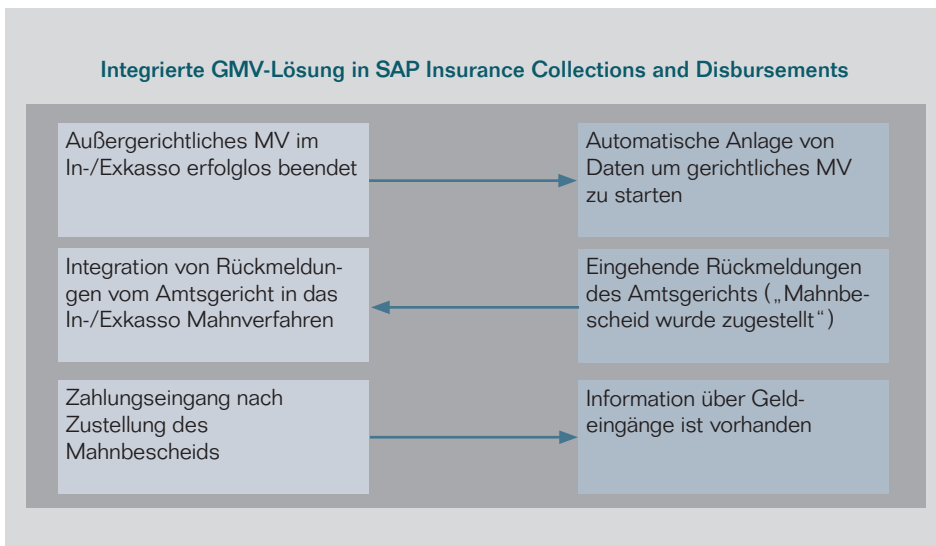 Integrierte GMV-Lösung in SAP Insurance Collections and Disbursements
Außergerichtliches MV im
In-/Exkasso erfolglos beendet
Automatische Anlage von
Daten um gerichtliches MV
zu starten
Integration von Rückmeldun-
gen vom Amtsgericht in das
In-/Exkasso Mahnverfahren
Eingehende Rückmeldungen
des Amtsgerichts („Mahnbe-
scheid wurde zugestellt“)
Zahlungseingang nach
Zustellung des
Mahnbescheids
Information über Geld-
eingänge ist vorhanden